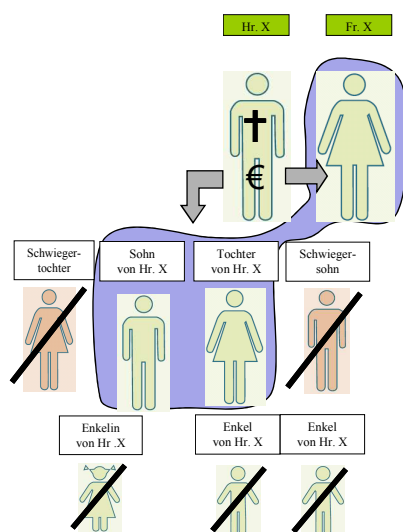 Hr. X
Fr. X
€
Schwieger-
tochter
Sohn
von Hr. X
Tochter
von Hr. X
Schwieger-
sohn
Enkelin
von Hr .X
Enkel
von Hr. X
Enkel
von Hr. X